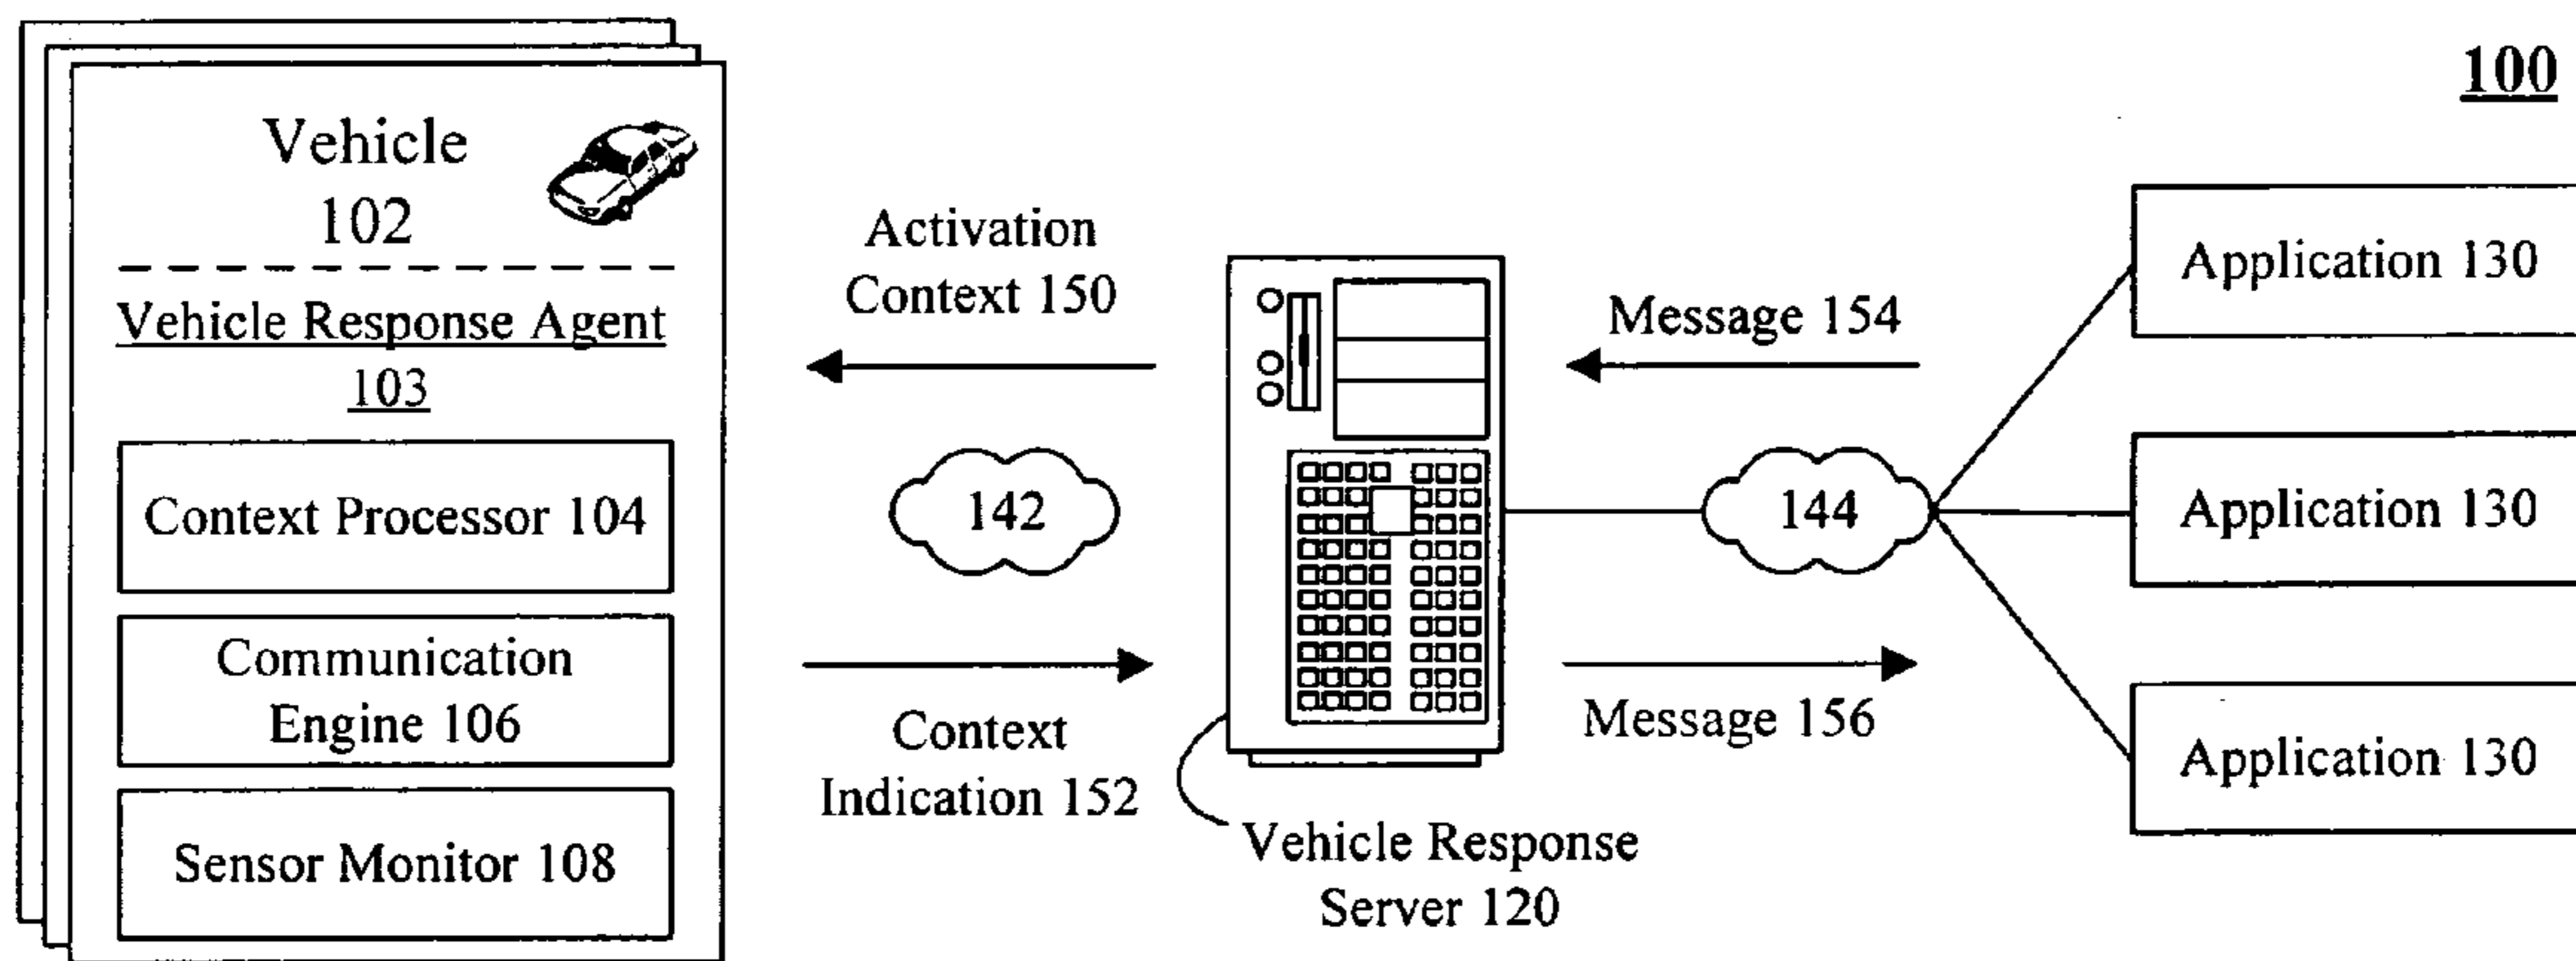 100
Vehicle
102
Vehicle Response Agent
103
Context Processor 104
Communication
Engine 106
Sensor Monitor 108
Activation
Context 150
142
Context
Indication 152
Vehicle Response
Server 120
Message 154
144
Message 156
Application 130
Application 130
Application 130